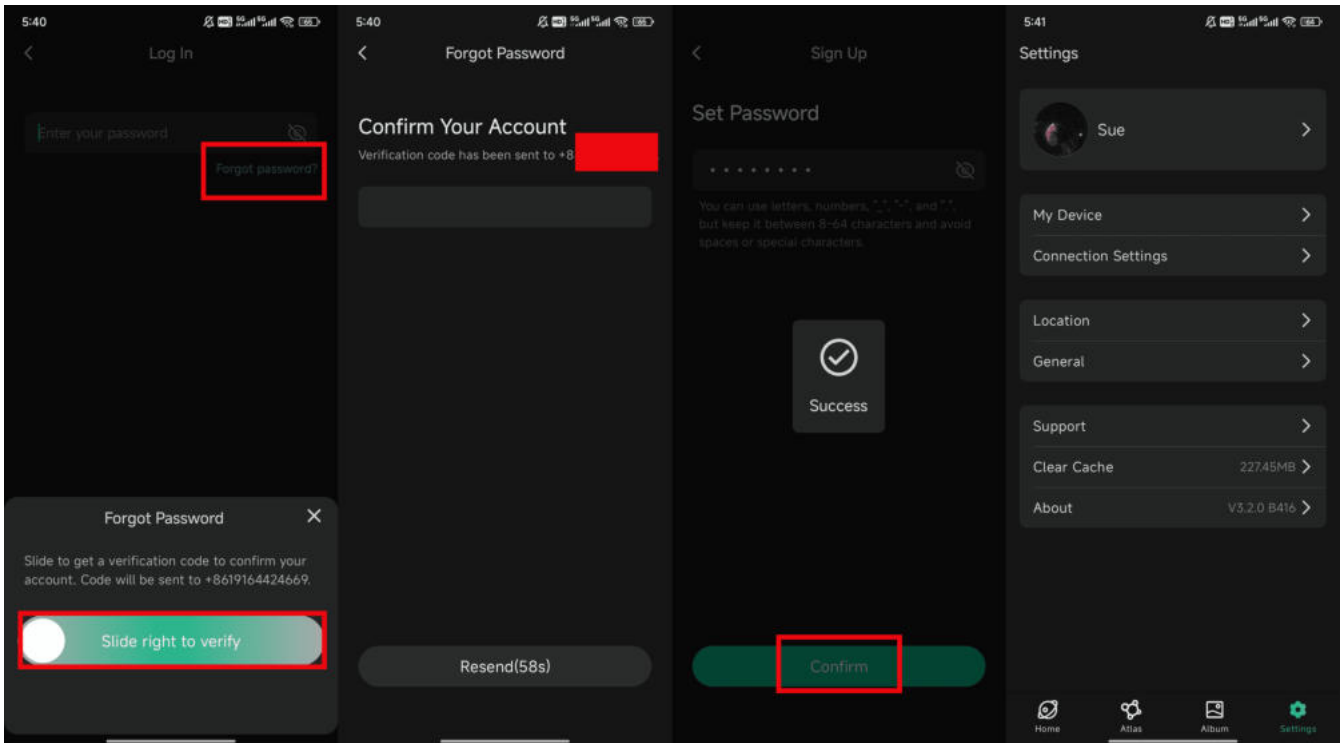 5:40
Log In
Enter your password
Forgot password?
Forgot Password
Slide to get a verification code to confirm your
account. Code will be sent to +8619164424669.
Slide right to verify
5:40
Forgot Password
Confirm Your Account
Verification code has been sent to +8
Resend(58s)
Sign Up
Set Password
You can use letters, numbers, "_", "-", and ".",
but keep it between 8-64 characters and avoid
spaces or special characters.
Success
Confirm
5:41
Settings
Sue
My Device
Connection Settings
Location
General
Support
Clear Cache 227.45MB
About V3.2.0 B416
Home Atlas Album Settings